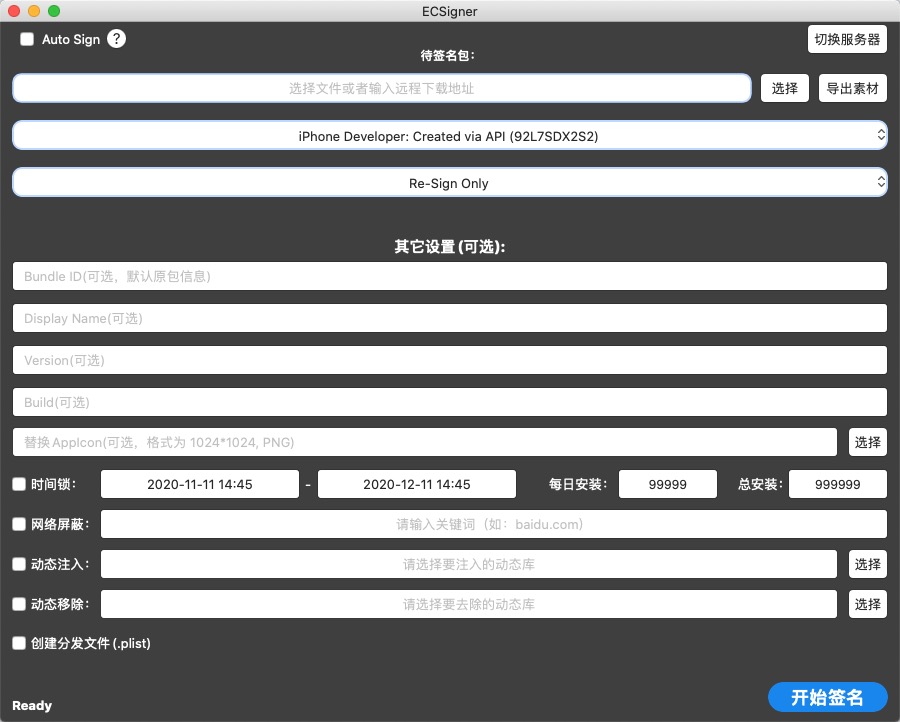 ECSigner
Auto Sign ?
切换服务器
待签名包:
选择文件或者输入远程下载地址
选择
导出素材
iPhone Developer: Created via API (92L7SDX2S2)
Re-Sign Only
其它设置 (可选):
Bundle ID(可选，默认原包信息)
Display Name(可选)
Version(可选)
Build(可选)
替换 AppIcon(可选，格式为 1024*1024, PNG)
选择
时间锁: 2020-11-11 14:45 - 2020-12-11 14:45 每日安装: 99999 总安装: 999999
网络屏蔽: 请输入关键词（如：baidu.com）
动态注入: 请选择要注入的动态库 选择
动态移除: 请选择要去除的动态库 选择
创建分发文件 (.plist)
Ready
开始签名